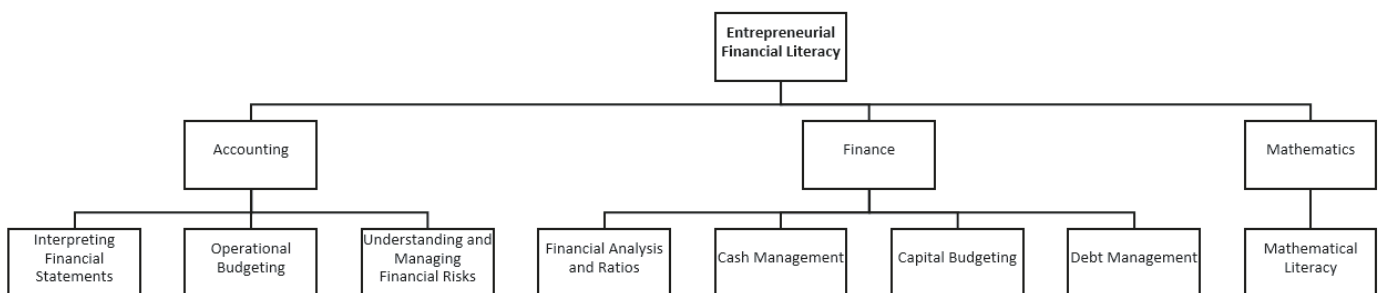 Entrepreneurial
Financial Literacy
Accounting
Finance
Mathematics
Interpreting
Financial
Statements
Operational
Budgeting
Understanding and
Managing
Financial Risks
Financial Analysis
and Ratios
Cash Management
Capital Budgeting
Debt Management
Mathematical
Literacy